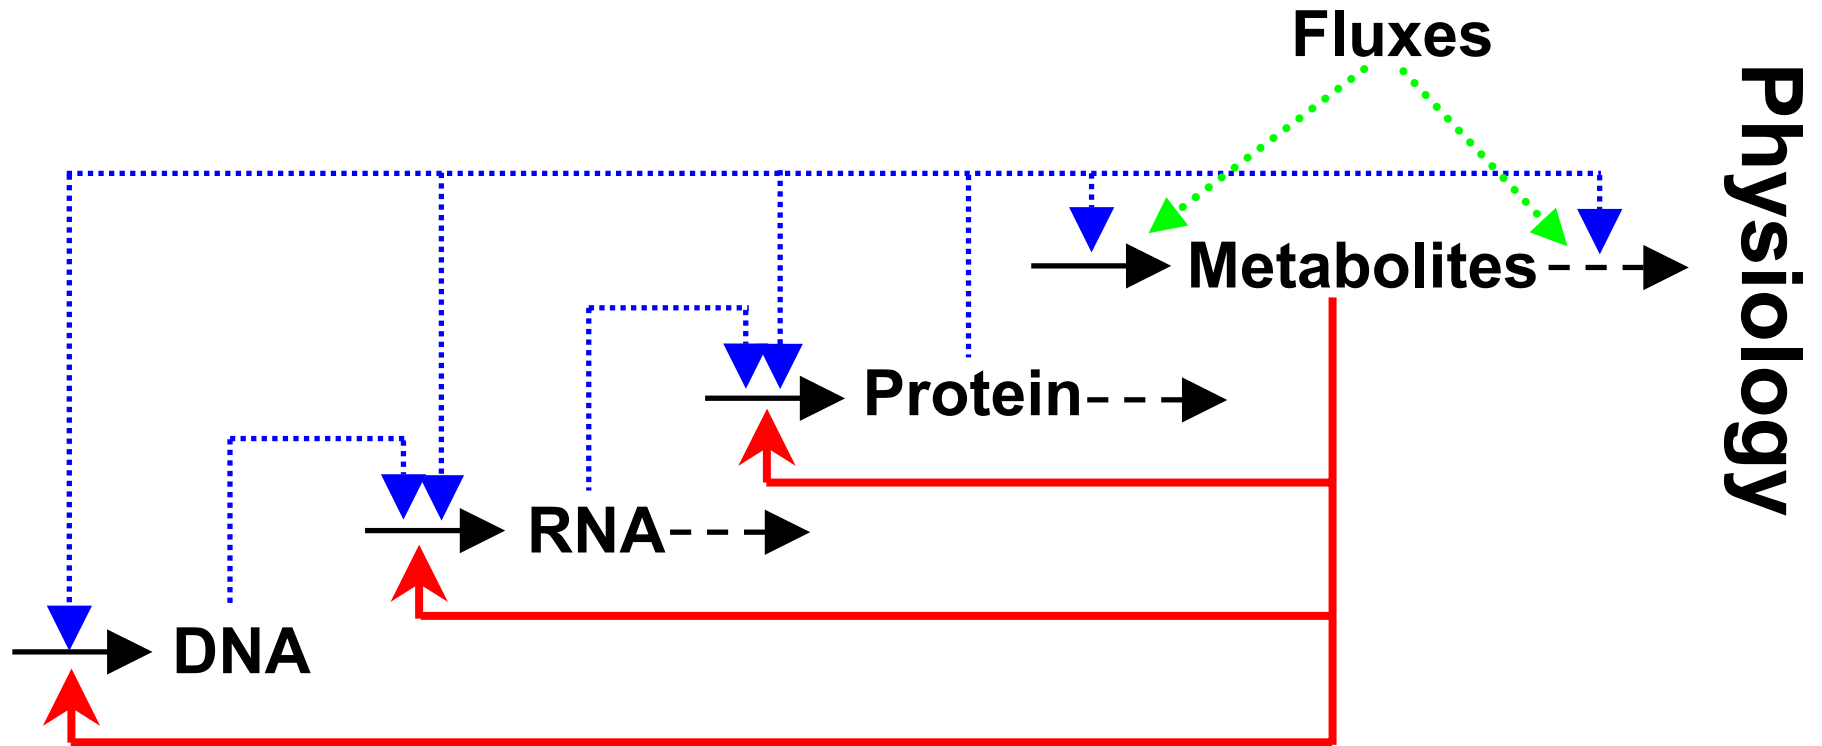 Fluxes
Physiology
Metabolites
Protein
RNA
DNA